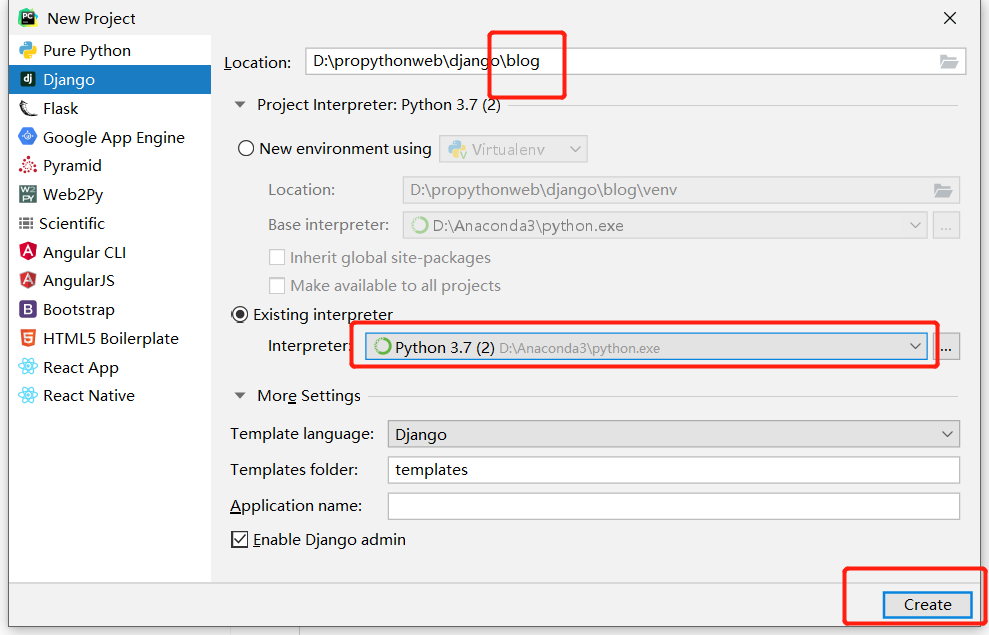 New Project
Pure Python
Django
Flask
Google App Engine
Pyramid
Web2Py
Scientific
Angular CLI
AngularJS
Bootstrap
HTML5 Boilerplate
React App
React Native
Location: D:\propythonweb\django\blog
Project Interpreter: Python 3.7 (2)
New environment using Virtualenv
Location: D:\propythonweb\django\blog\venv
Base interpreter: D:\Anaconda3\python.exe ...
Inherit global site-packages
Make available to all projects
Existing interpreter
Interpreter: Python 3.7 (2) D:\Anaconda3\python.exe ...
More Settings
Template language: Django
Templates folder: templates
Application name:
Enable Django admin
Create